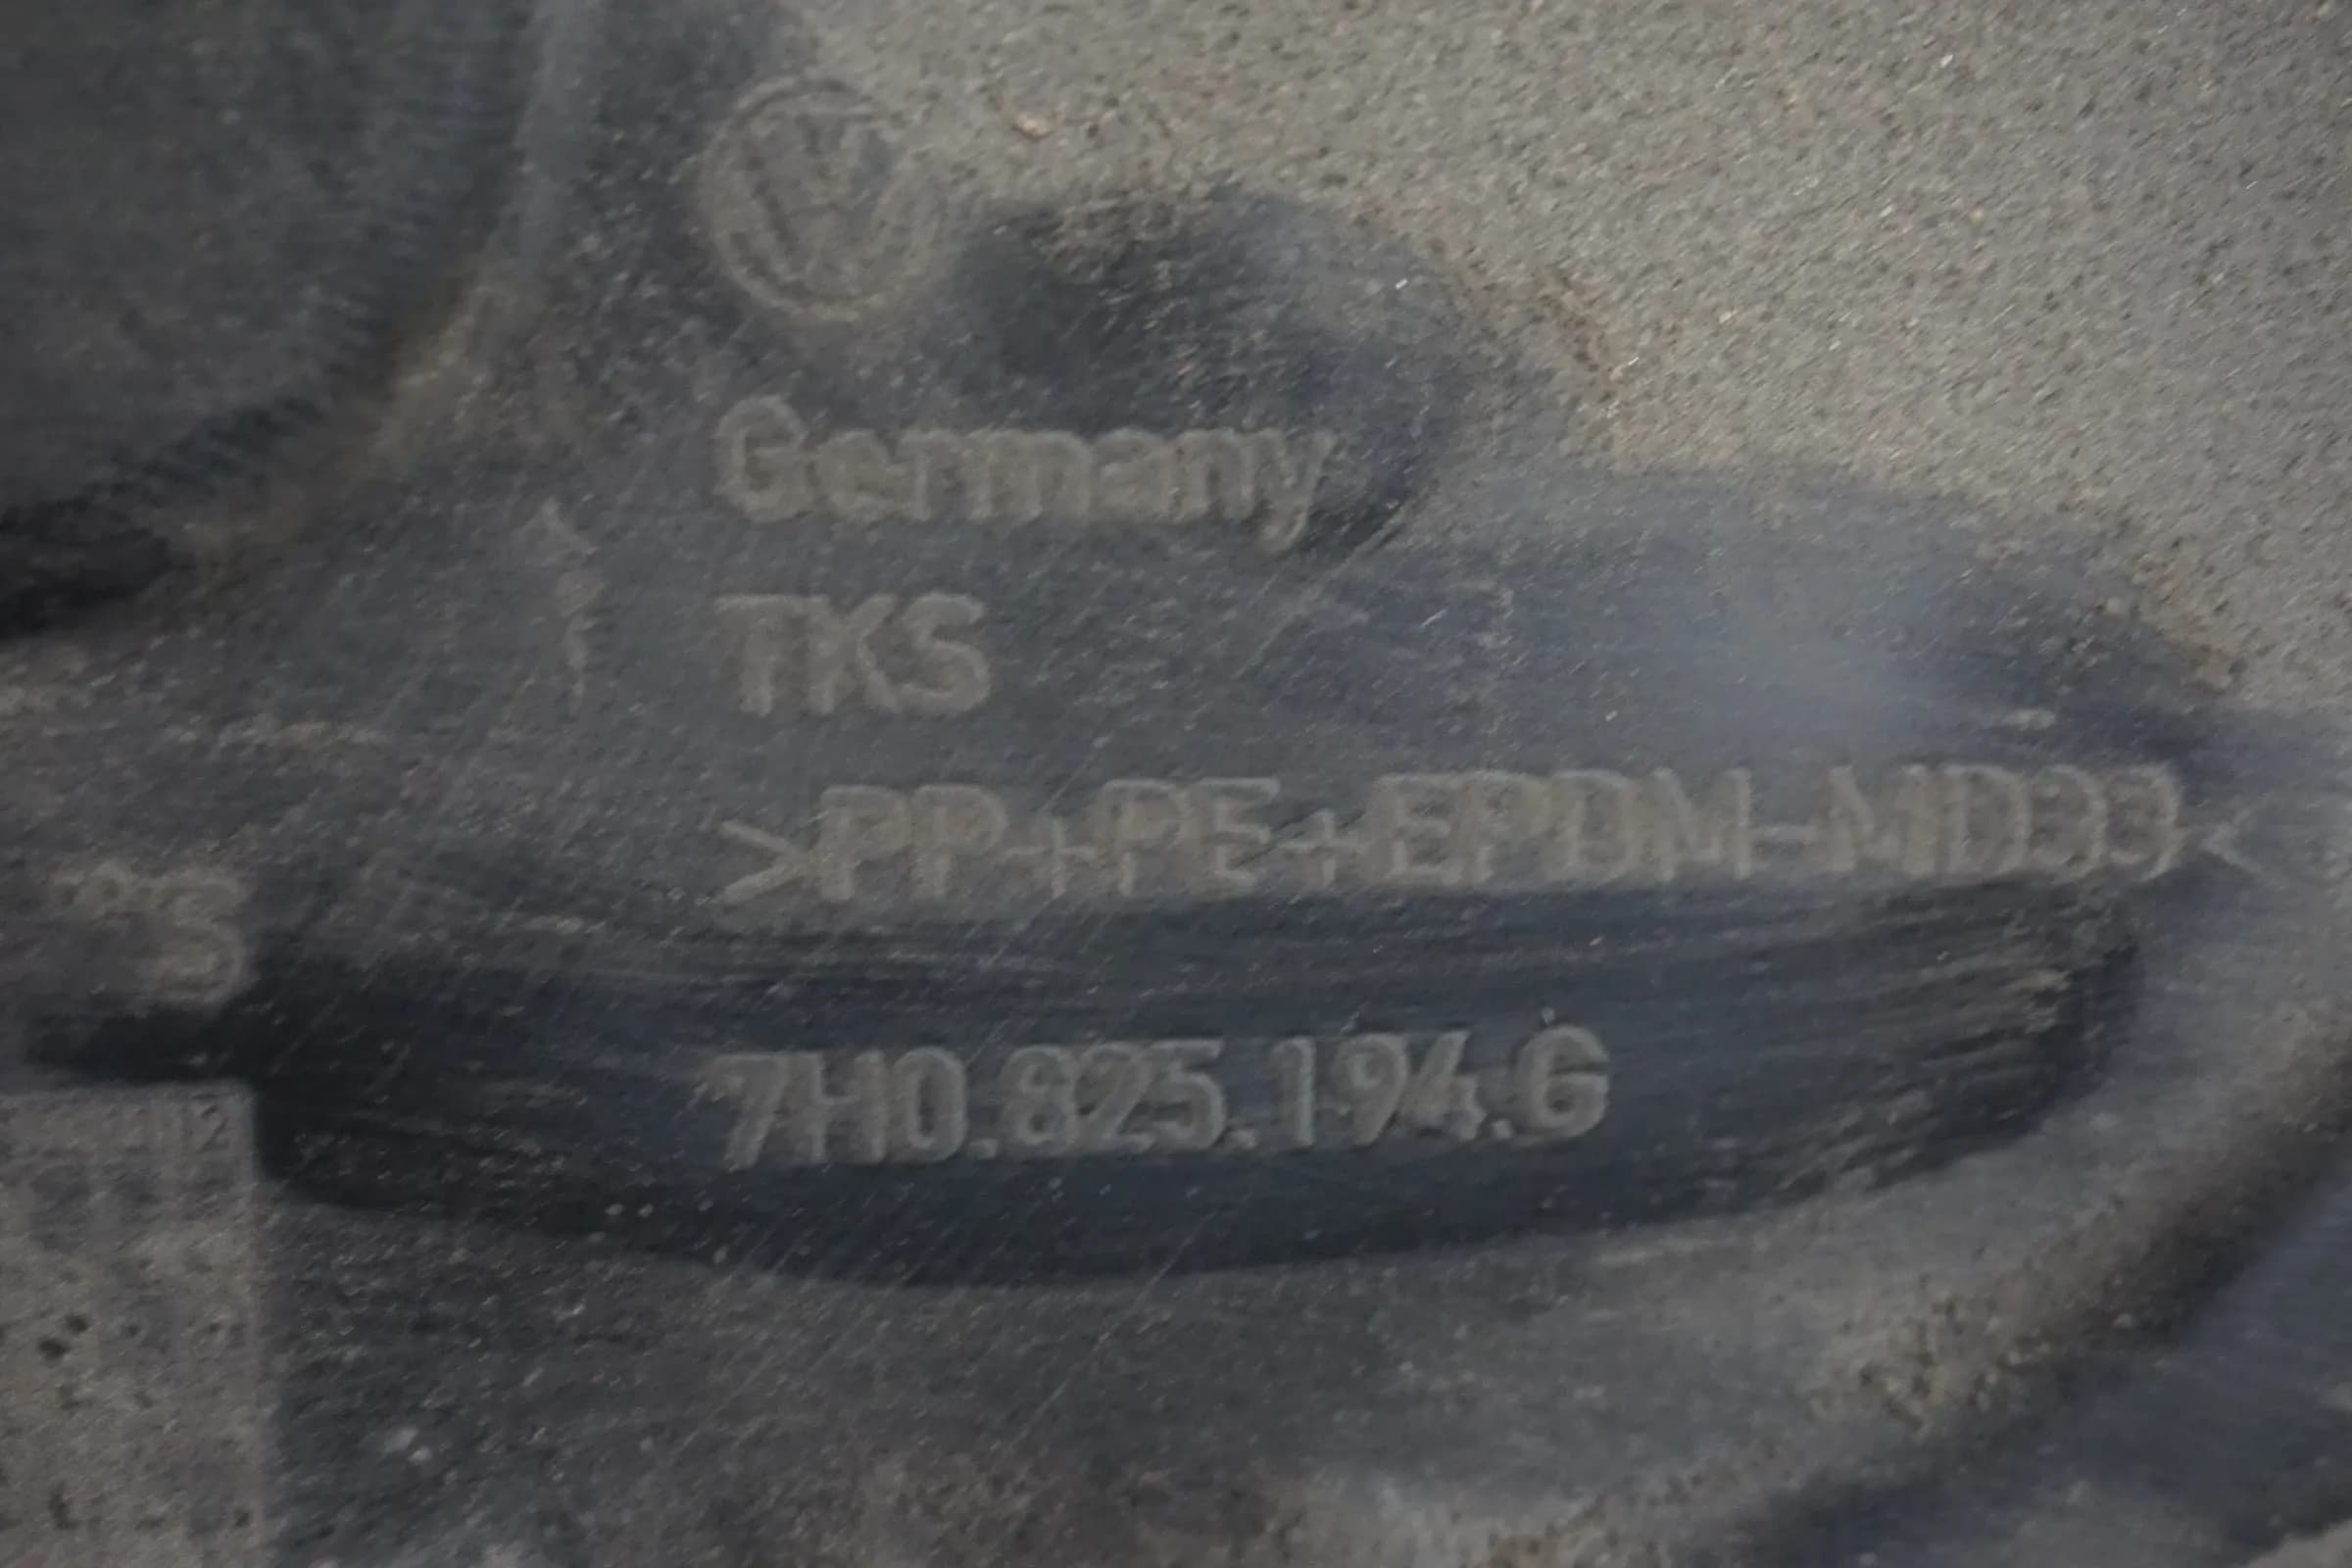 Germany
TKS
>PP+PE+EPDM-MD33<
7H0.825.194.G